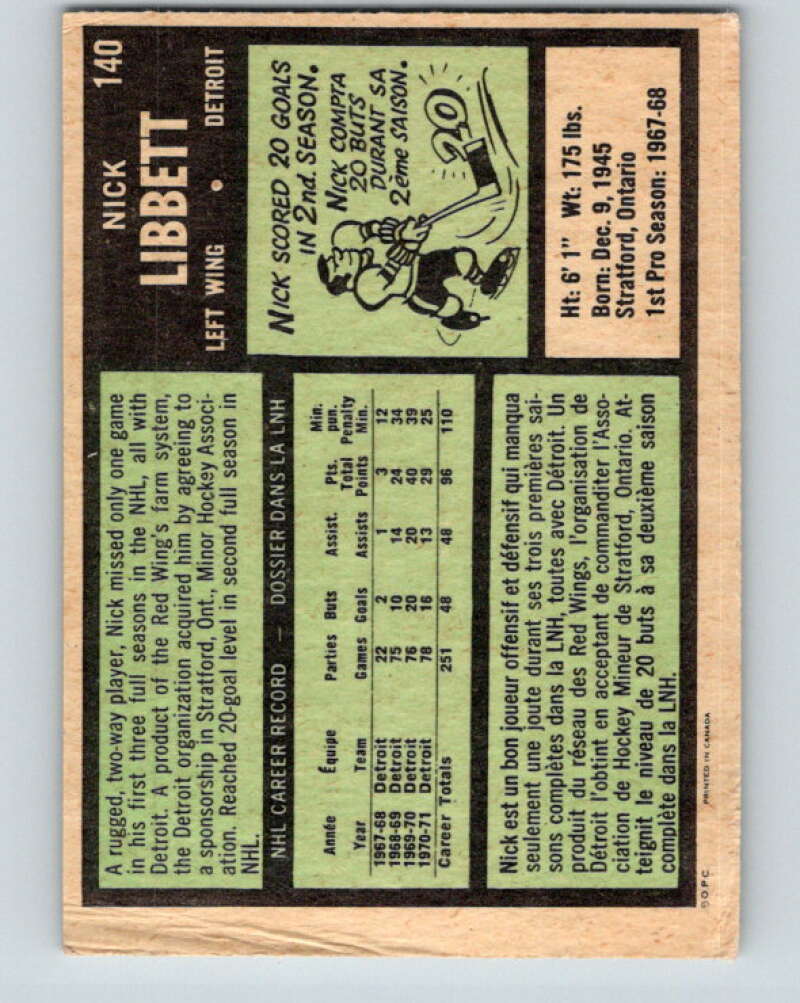 140
NICK
LIBBETT
LEFT WING • DETROIT
A rugged, two-way player, Nick missed only one game
in his first three full seasons in the NHL, all with
Detroit. A product of the Red Wing's farm system,
the Detroit organization acquired him by agreeing to
a sponsorship in Stratford, Ont., Minor Hockey Associ-
ation. Reached 20-goal level in second full season in
NHL.
NICK SCORED 20 GOALS
IN 2nd. SEASON.
NICK COMPTA
20 BUTS
DURANT SA
2ème SAISON.
20
NHL CAREER RECORD — DOSSIER DANS LA LNH
Min.
Pts. pun.
Année Équipe Parties Buts Assist. Total Penalty
Year Team Games Goals Assists Points Min.
1967-68 Detroit 22 2 1 3 12
1968-69 Detroit 75 10 14 24 34
1969-70 Detroit 76 20 20 40 39
1970-71 Detroit 78 16 13 29 25
Career Totals 251 48 48 96 110
Ht: 6' 1" Wt: 175 lbs.
Born: Dec. 9, 1945
Stratford, Ontario
1st Pro Season: 1967-68
Nick est un bon joueur offensif et défensif qui manqua
seulement une joute durant ses trois premières sai-
sons complètes dans la LNH, toutes avec Détroit. Un
produit du réseau des Red Wings, l'organisation de
Détroit l'obtint en acceptant de commanditer l'Asso-
ciation de Hockey Mineur de Stratford, Ontario. At-
teignit le niveau de 20 buts à sa deuxième saison
complète dans la LNH.
© O.P.C. PRINTED IN CANADA